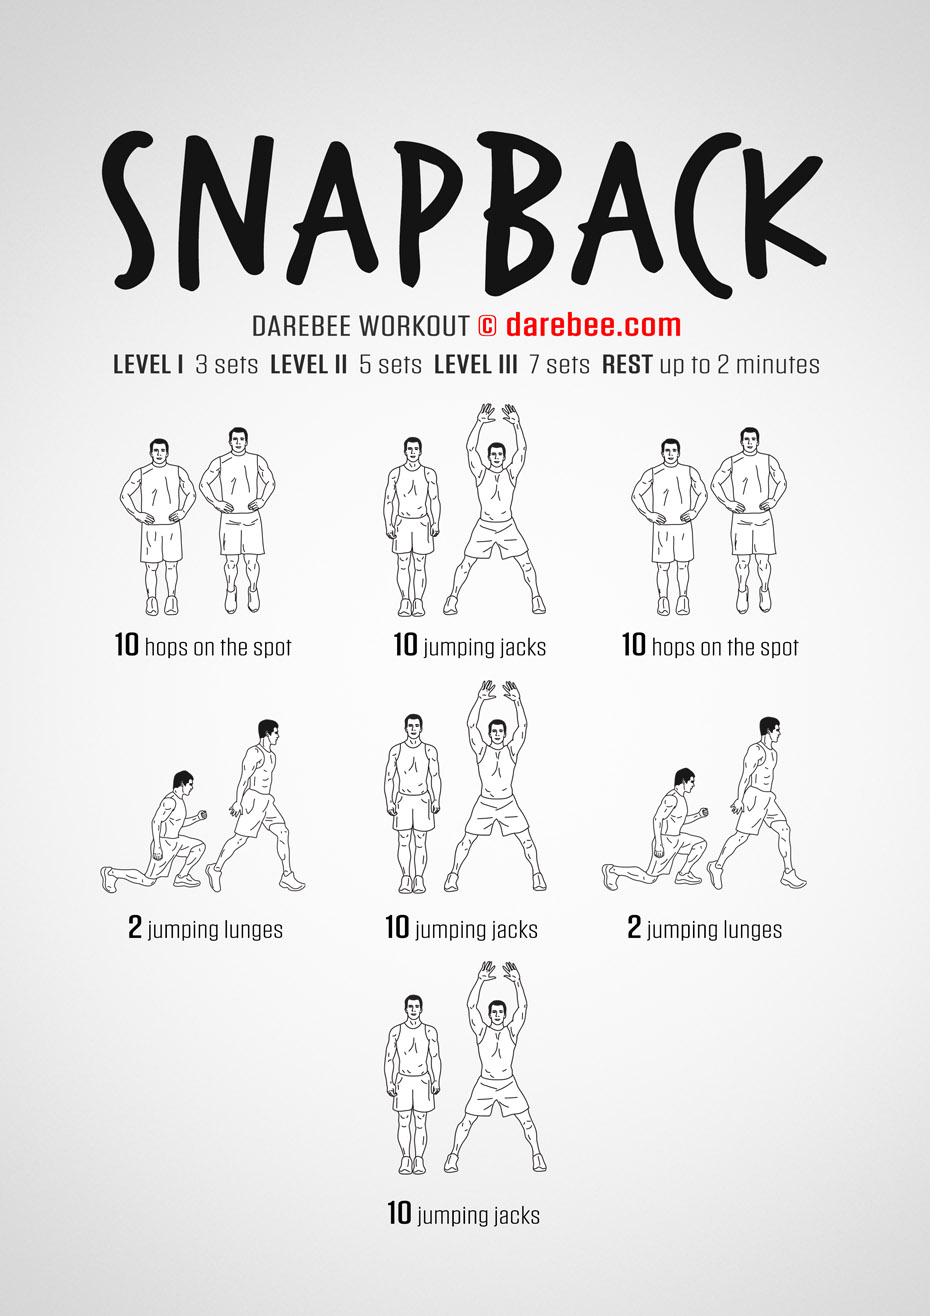 SNAPBACK
DAREBEE WORKOUT © darebee.com
LEVEL I 3 sets LEVEL II 5 sets LEVEL III 7 sets REST up to 2 minutes
10 hops on the spot
10 jumping jacks
10 hops on the spot
2 jumping lunges
10 jumping jacks
2 jumping lunges
10 jumping jacks